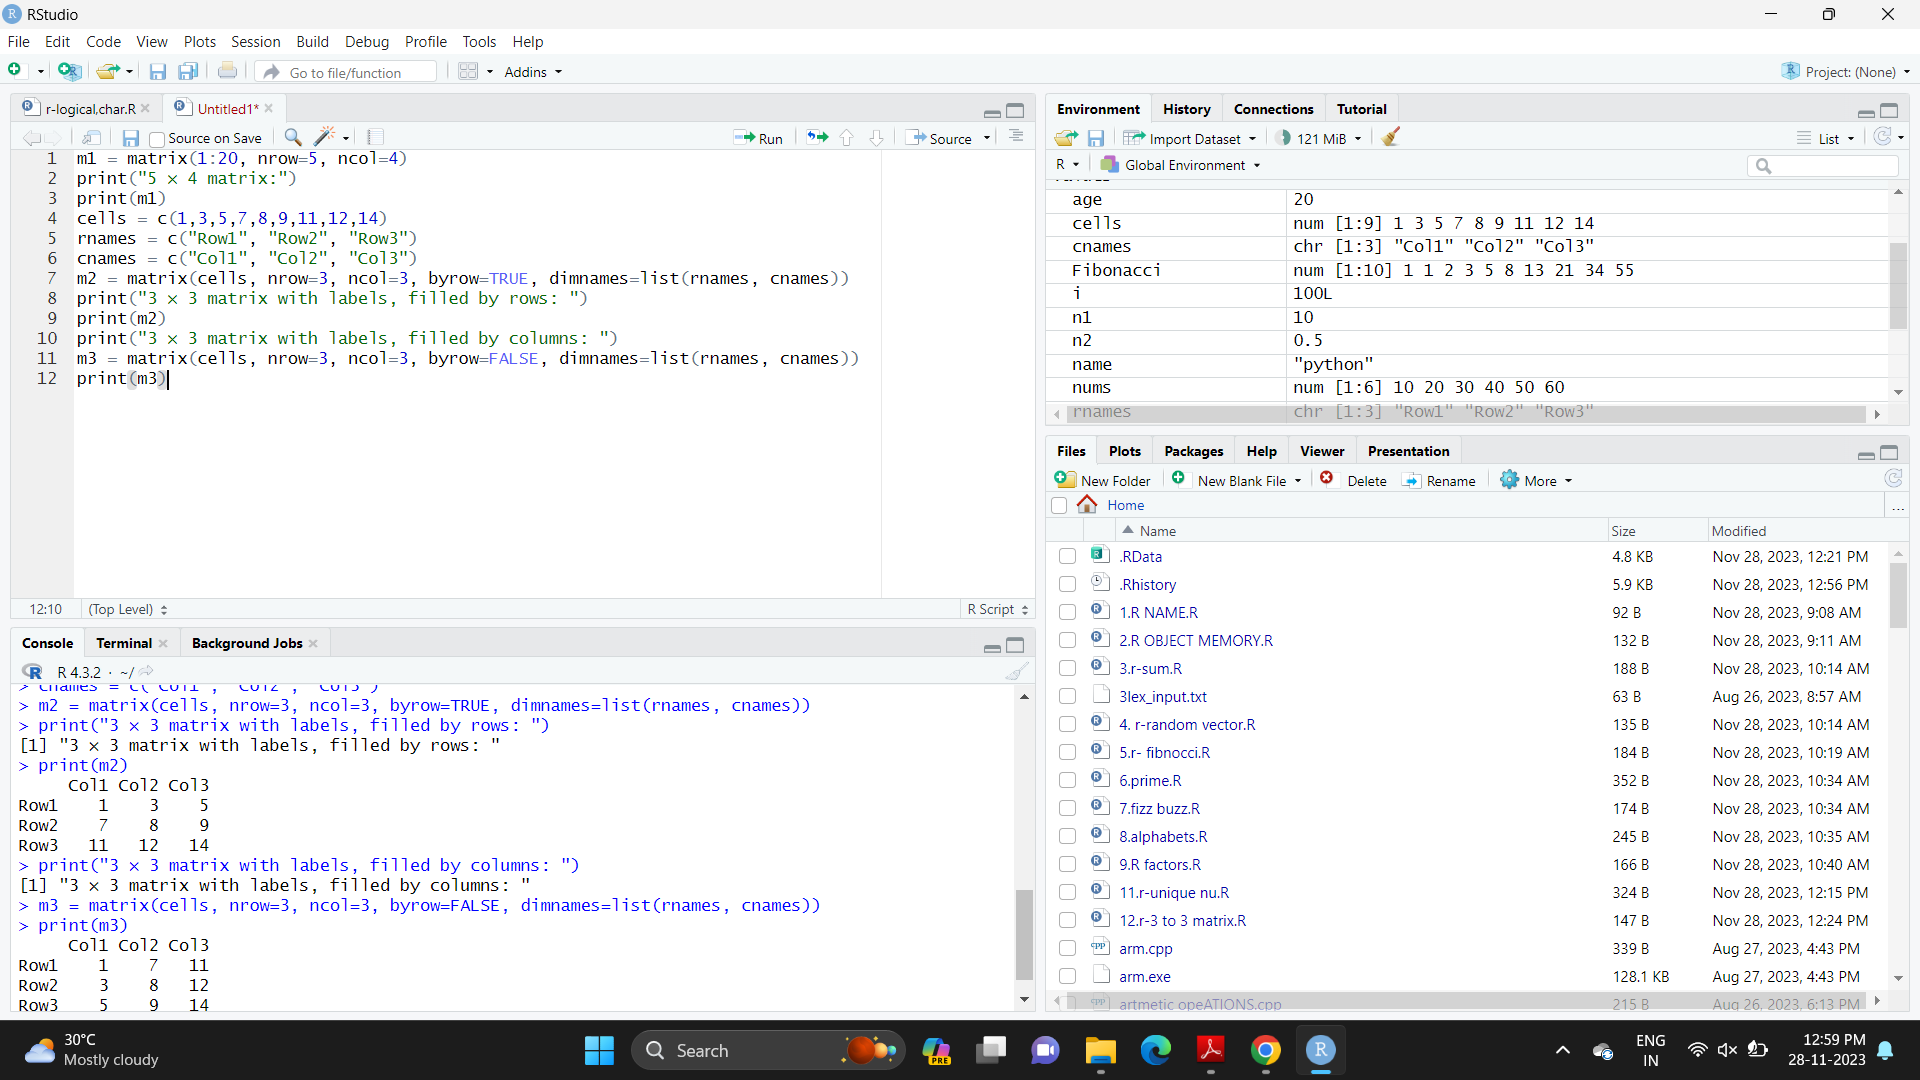 RStudio
File Edit Code View Plots Session Build Debug Profile Tools Help
Go to file/function Addins Project: (None)
r-logical,char.R Untitled1*
Source on Save Run Source
1 m1 = matrix(1:20, nrow=5, ncol=4)
2 print("5 × 4 matrix:")
3 print(m1)
4 cells = c(1,3,5,7,8,9,11,12,14)
5 rnames = c("Row1", "Row2", "Row3")
6 cnames = c("Col1", "Col2", "Col3")
7 m2 = matrix(cells, nrow=3, ncol=3, byrow=TRUE, dimnames=list(rnames, cnames))
8 print("3 × 3 matrix with labels, filled by rows: ")
9 print(m2)
10 print("3 × 3 matrix with labels, filled by columns: ")
11 m3 = matrix(cells, nrow=3, ncol=3, byrow=FALSE, dimnames=list(rnames, cnames))
12 print(m3)
12:10 (Top Level) R Script
Console Terminal Background Jobs
R 4.3.2 · ~/
> cnames = c("Col1", "Col2", "Col3")
> m2 = matrix(cells, nrow=3, ncol=3, byrow=TRUE, dimnames=list(rnames, cnames))
> print("3 × 3 matrix with labels, filled by rows: ")
[1] "3 × 3 matrix with labels, filled by rows: "
> print(m2)
Col1 Col2 Col3
Row1 1 3 5
Row2 7 8 9
Row3 11 12 14
> print("3 × 3 matrix with labels, filled by columns: ")
[1] "3 × 3 matrix with labels, filled by columns: "
> m3 = matrix(cells, nrow=3, ncol=3, byrow=FALSE, dimnames=list(rnames, cnames))
> print(m3)
Col1 Col2 Col3
Row1 1 7 11
Row2 3 8 12
Row3 5 9 14
Environment History Connections Tutorial
Import Dataset 121 MiB List
R Global Environment
age 20
cells num [1:9] 1 3 5 7 8 9 11 12 14
cnames chr [1:3] "Col1" "Col2" "Col3"
Fibonacci num [1:10] 1 1 2 3 5 8 13 21 34 55
i 100L
n1 10
n2 0.5
name "python"
nums num [1:6] 10 20 30 40 50 60
rnames chr [1:3] "Row1" "Row2" "Row3"
Files Plots Packages Help Viewer Presentation
New Folder New Blank File Delete Rename More
Home ...
Name Size Modified
.RData 4.8 KB Nov 28, 2023, 12:21 PM
.Rhistory 5.9 KB Nov 28, 2023, 12:56 PM
1.R NAME.R 92 B Nov 28, 2023, 9:08 AM
2.R OBJECT MEMORY.R 132 B Nov 28, 2023, 9:11 AM
3.r-sum.R 188 B Nov 28, 2023, 10:14 AM
3lex_input.txt 63 B Aug 26, 2023, 8:57 AM
4. r-random vector.R 135 B Nov 28, 2023, 10:14 AM
5.r- fibnocci.R 184 B Nov 28, 2023, 10:19 AM
6.prime.R 352 B Nov 28, 2023, 10:34 AM
7.fizz buzz.R 174 B Nov 28, 2023, 10:34 AM
8.alphabets.R 245 B Nov 28, 2023, 10:35 AM
9.R factors.R 166 B Nov 28, 2023, 10:40 AM
11.r-unique nu.R 324 B Nov 28, 2023, 12:15 PM
12.r-3 to 3 matrix.R 147 B Nov 28, 2023, 12:24 PM
arm.cpp 339 B Aug 27, 2023, 4:43 PM
arm.exe 128.1 KB Aug 27, 2023, 4:43 PM
artmetic opeATIONS.cpp 215 B Aug 26, 2023, 6:13 PM
30°C
Mostly cloudy
Search
PRE
ENG
IN
12:59 PM
28-11-2023